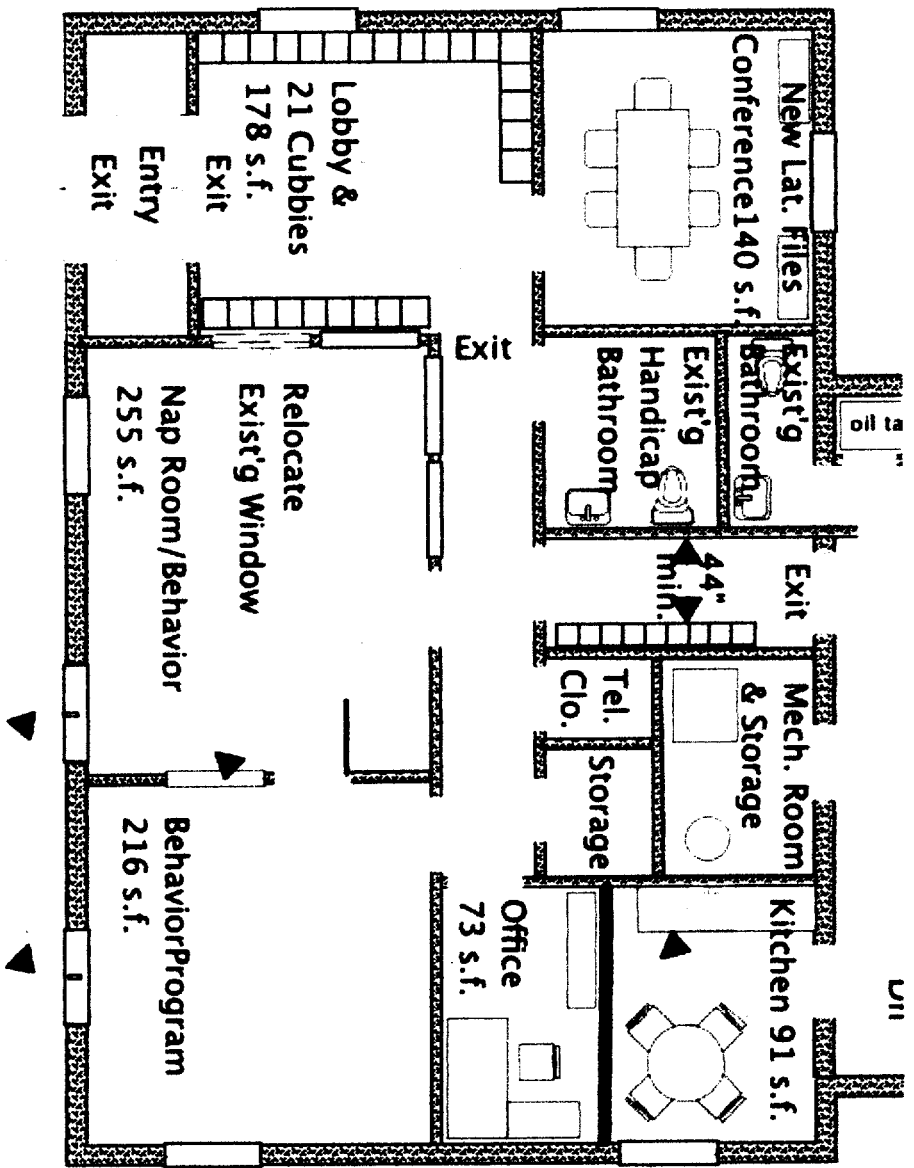 New Lat. Files
Conference140 s.f.
Lobby &
21 Cubbies
178 s.f.
Exit
Entry
Exit
Exit
Exist'g
Bathroom
Exist'g
Handicap
Bathroom
oil ta
Relocate
Exist'g Window
Nap Room/Behavior
255 s.f.
Exit
44"
min.
Tel.
Clo.
Mech. Room
& Storage
Storage
BehaviorProgram
216 s.f.
Office
73 s.f.
Kitchen 91 s.f.